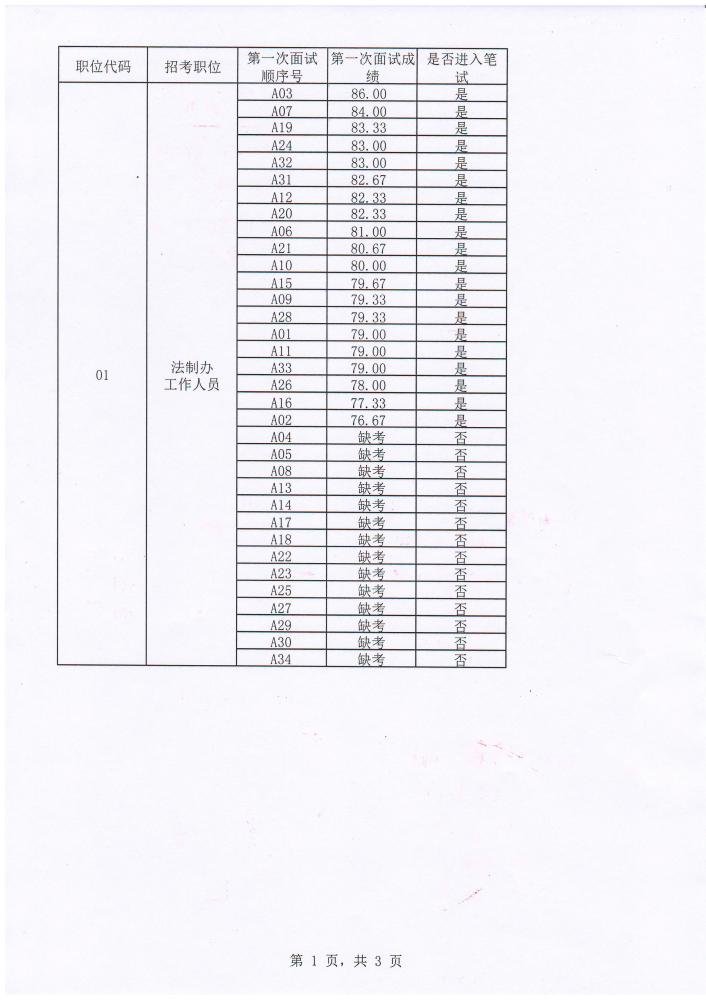 职位代码 招考职位 第一次面试顺序号 第一次面试成绩 是否进入笔试
01 法制办工作人员
A03 86.00 是
A07 84.00 是
A19 83.33 是
A24 83.00 是
A32 83.00 是
A31 82.67 是
A12 82.33 是
A20 82.33 是
A06 81.00 是
A21 80.67 是
A10 80.00 是
A15 79.67 是
A09 79.33 是
A28 79.33 是
A01 79.00 是
A11 79.00 是
A33 79.00 是
A26 78.00 是
A16 77.33 是
A02 76.67 是
A04 缺考 否
A05 缺考 否
A08 缺考 否
A13 缺考 否
A14 缺考 否
A17 缺考 否
A18 缺考 否
A22 缺考 否
A23 缺考 否
A25 缺考 否
A27 缺考 否
A29 缺考 否
A30 缺考 否
A34 缺考 否
第 1 页，共 3 页